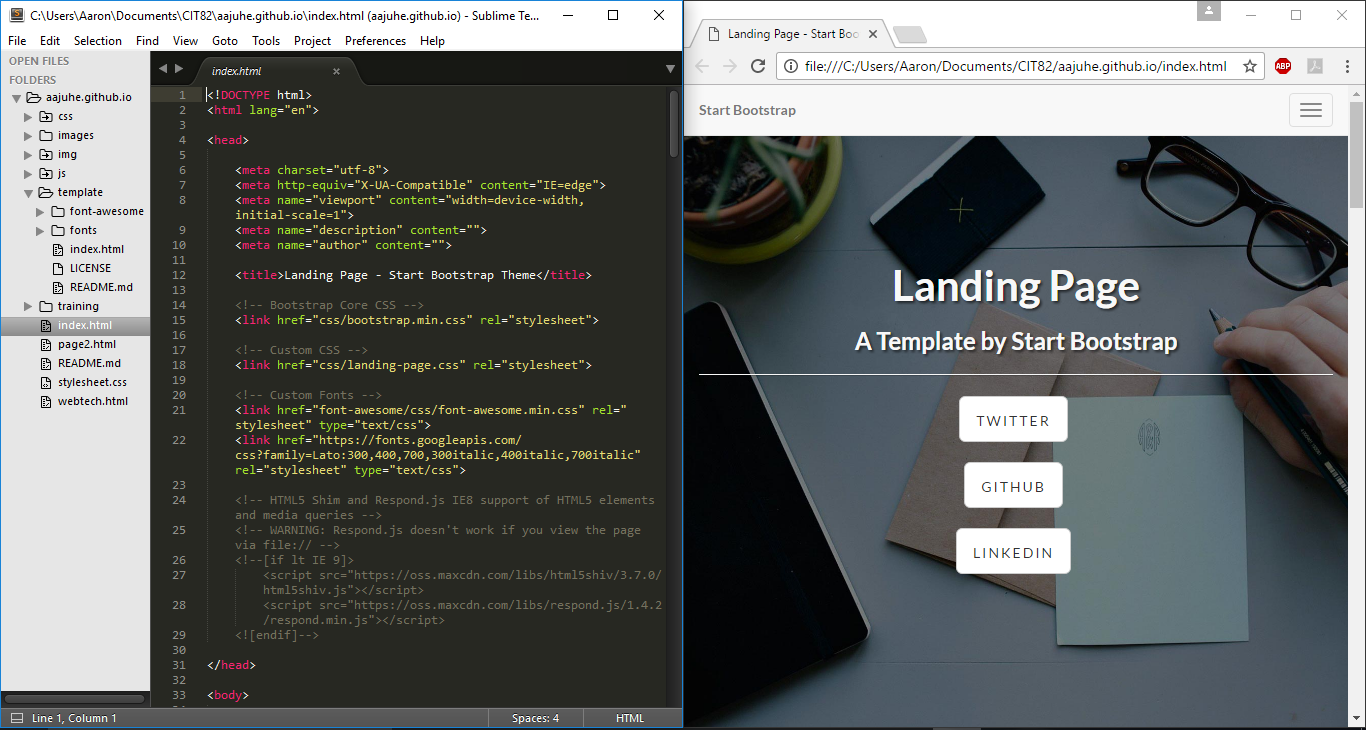 C:\Users\Aaron\Documents\CIT82\aajuhe.github.io\index.html (aajuhe.github.io) - Sublime Te...
File Edit Selection Find View Goto Tools Project Preferences Help
OPEN FILES
FOLDERS
aajuhe.github.io
css
images
img
js
template
font-awesome
fonts
index.html
LICENSE
README.md
training
index.html
page2.html
README.md
stylesheet.css
webtech.html
index.html
1 <!DOCTYPE html>
2 <html lang="en">
3
4 <head>
5
6 <meta charset="utf-8">
7 <meta http-equiv="X-UA-Compatible" content="IE=edge">
8 <meta name="viewport" content="width=device-width,
initial-scale=1">
9 <meta name="description" content="">
10 <meta name="author" content="">
11
12 <title>Landing Page - Start Bootstrap Theme</title>
13
14 <!-- Bootstrap Core CSS -->
15 <link href="css/bootstrap.min.css" rel="stylesheet">
16
17 <!-- Custom CSS -->
18 <link href="css/landing-page.css" rel="stylesheet">
19
20 <!-- Custom Fonts -->
21 <link href="font-awesome/css/font-awesome.min.css" rel="
stylesheet" type="text/css">
22 <link href="https://fonts.googleapis.com/
css?family=Lato:300,400,700,300italic,400italic,700italic"
rel="stylesheet" type="text/css">
23
24 <!-- HTML5 Shim and Respond.js IE8 support of HTML5 elements
and media queries -->
25 <!-- WARNING: Respond.js doesn't work if you view the page
via file:// -->
26 <!--[if lt IE 9]>
27 <script src="https://oss.maxcdn.com/libs/html5shiv/3.7.0/
html5shiv.js"></script>
28 <script src="https://oss.maxcdn.com/libs/respond.js/1.4.2
/respond.min.js"></script>
29 <![endif]-->
30
31 </head>
32
33 <body>
Line 1, Column 1 Spaces: 4 HTML
Landing Page - Start Boo
file:///C:/Users/Aaron/Documents/CIT82/aajuhe.github.io/index.html
ABP
Start Bootstrap
Landing Page
A Template by Start Bootstrap
TWITTER
GITHUB
LINKEDIN